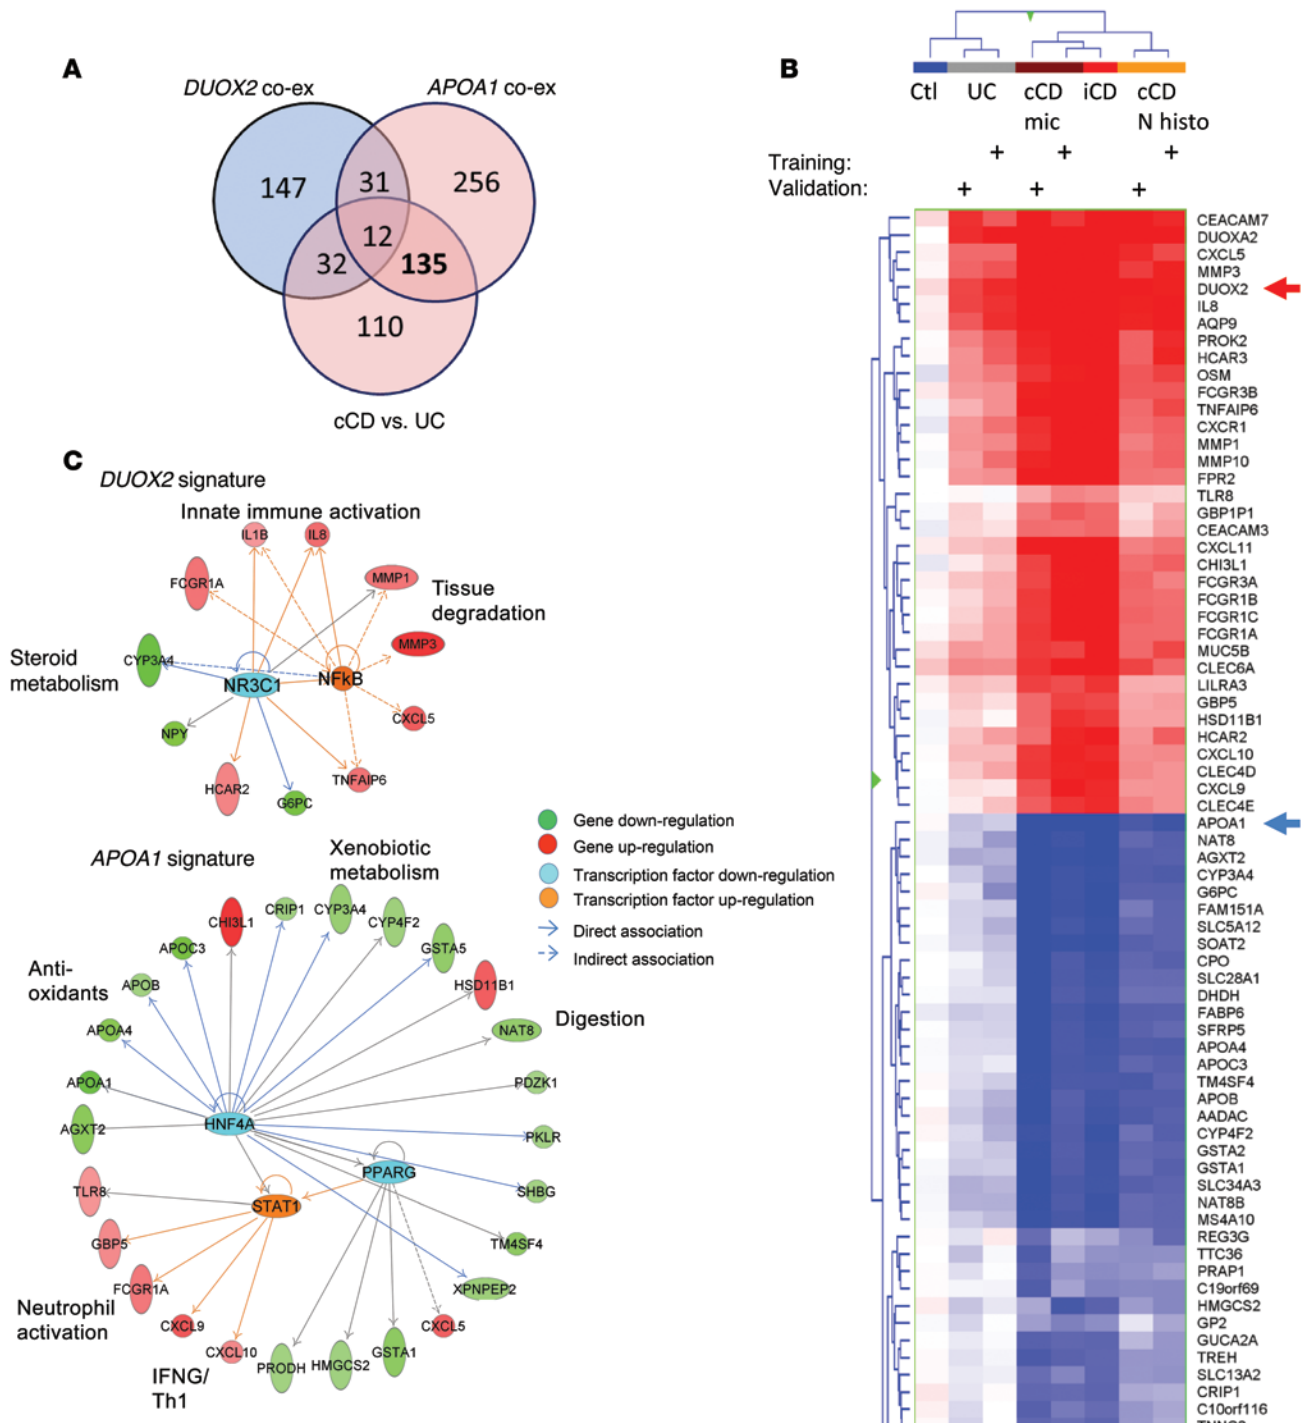 A
DUOX2 co-ex
APOA1 co-ex
147
31
256
12
32
135
110
cCD vs. UC
B
Ctl
UC
cCD
mic
iCD
cCD
N histo
Training:
+
+
+
Validation:
+
+
+
CEACAM7
DUOXA2
CXCL5
MMP3
DUOX2
IL8
AQP9
PROK2
HCAR3
OSM
FCGR3B
TNFAIP6
CXCR1
MMP1
MMP10
FPR2
TLR8
GBP1P1
CEACAM3
CXCL11
CHI3L1
FCGR3A
FCGR1B
FCGR1C
FCGR1A
MUC5B
CLEC6A
LILRA3
GBP5
HSD11B1
HCAR2
CXCL10
CLEC4D
CXCL9
CLEC4E
APOA1
NAT8
AGXT2
CYP3A4
G6PC
FAM151A
SLC5A12
SOAT2
CPO
SLC28A1
DHDH
FABP6
SFRP5
APOA4
APOC3
TM4SF4
APOB
AADAC
CYP4F2
GSTA2
GSTA1
SLC34A3
NAT8B
MS4A10
REG3G
TTC36
PRAP1
C19orf69
HMGCS2
GP2
GUCA2A
TREH
SLC13A2
CRIP1
C10orf116
C
DUOX2 signature
Innate immune activation
IL1B
IL8
FCGR1A
MMP1
Tissue
degradation
MMP3
Steroid
metabolism
CYP3A4
NR3C1
NFkB
CXCL5
NPY
HCAR2
G6PC
TNFAIP6
Gene down-regulation
Gene up-regulation
Transcription factor down-regulation
Transcription factor up-regulation
Direct association
Indirect association
APOA1 signature
Xenobiotic
metabolism
CHI3L1
CRIP1
CYP3A4
CYP4F2
APOC3
GSTA5
Anti-
oxidants
APOB
HSD11B1
Digestion
APOA4
NAT8
APOA1
PDZK1
AGXT2
HNF4A
PKLR
PPARG
TLR8
SHBG
STAT1
GBP5
TM4SF4
FCGR1A
XPNPEP2
Neutrophil
activation
CXCL9
CXCL5
CXCL10
PRODH
HMGCS2
GSTA1
IFNG/
Th1